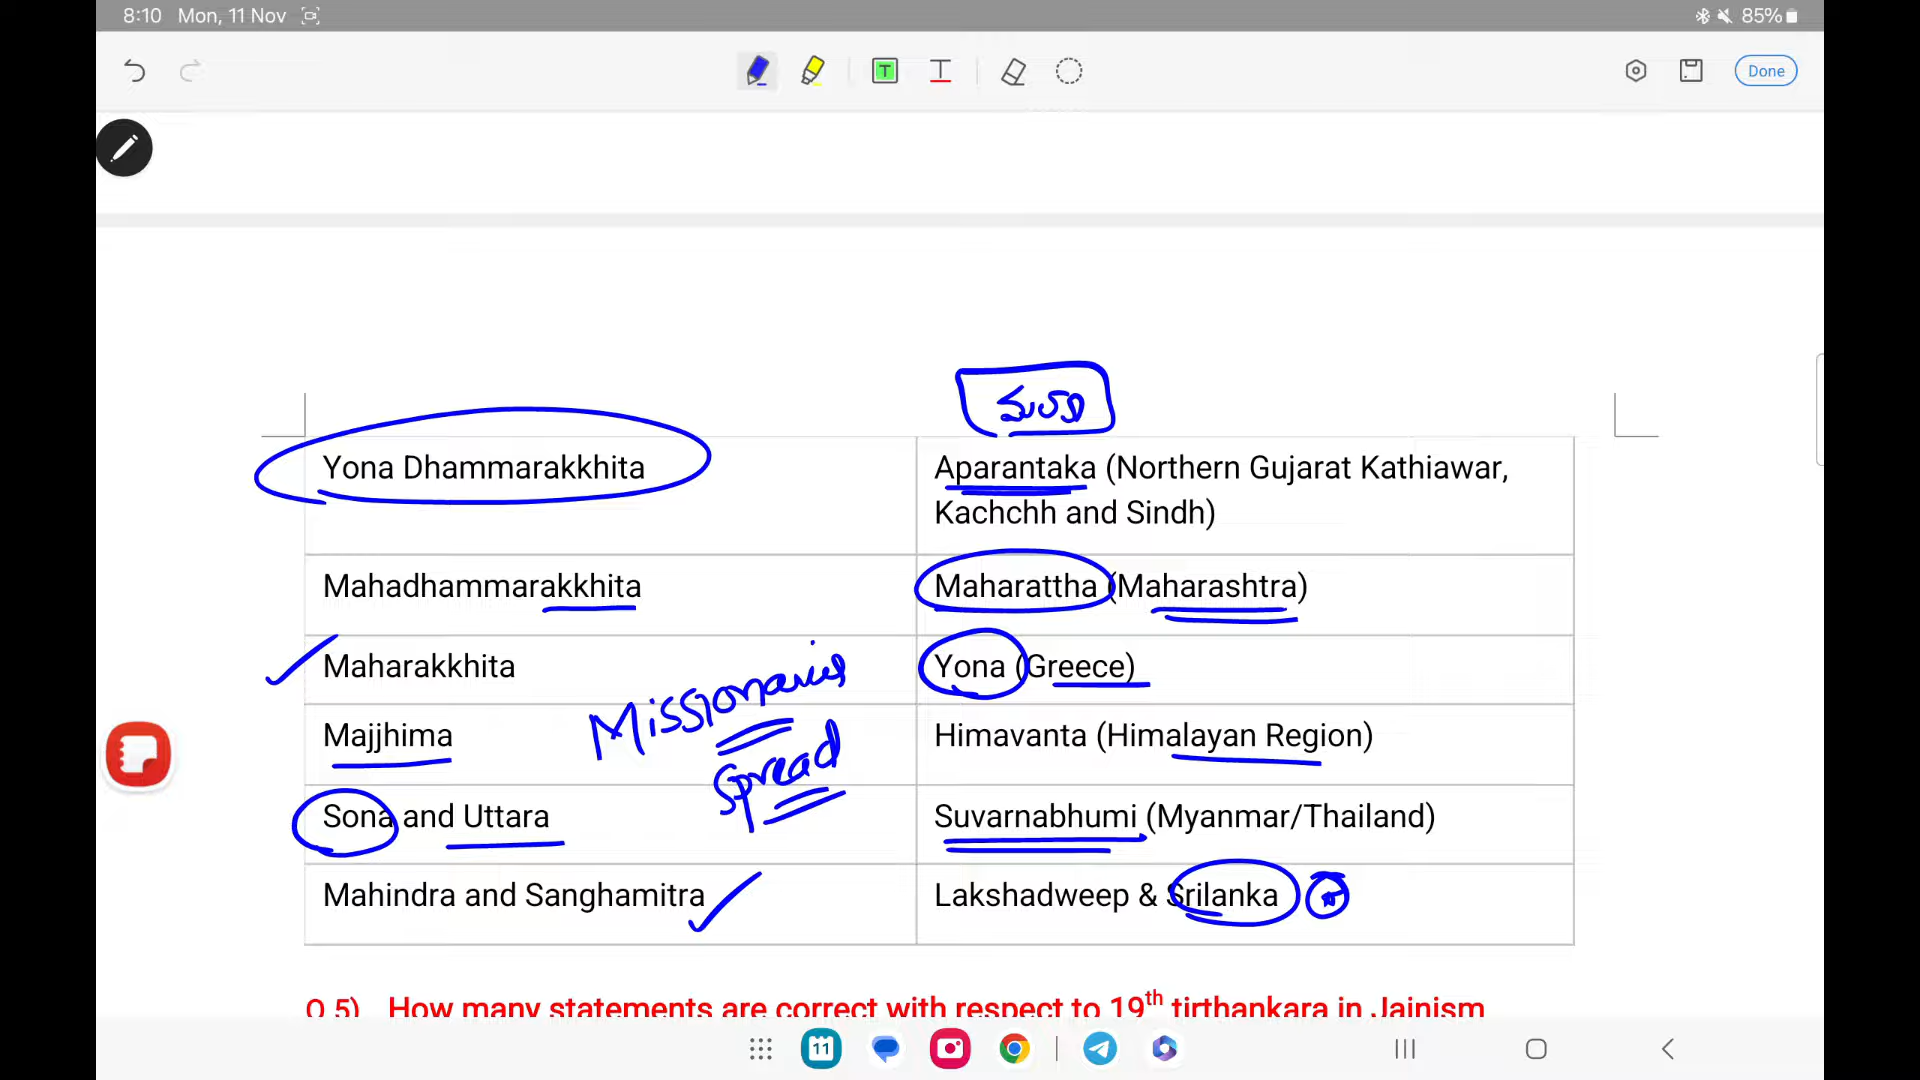 8:10 Mon, 11 Nov 85%
T T Done
Yona Dhammarakkhita Aparantaka (Northern Gujarat Kathiawar,
Kachchh and Sindh)
Mahadhammarakkhita Maharattha (Maharashtra)
Maharakkhita Yona (Greece)
Missionaries
Majjhima Himavanta (Himalayan Region)
Spread
Sona and Uttara Suvarnabhumi (Myanmar/Thailand)
Mahindra and Sanghamitra Lakshadweep & Srilanka
Q 5) How many statements are correct with respect to 19th tirthankara in Jainism
11